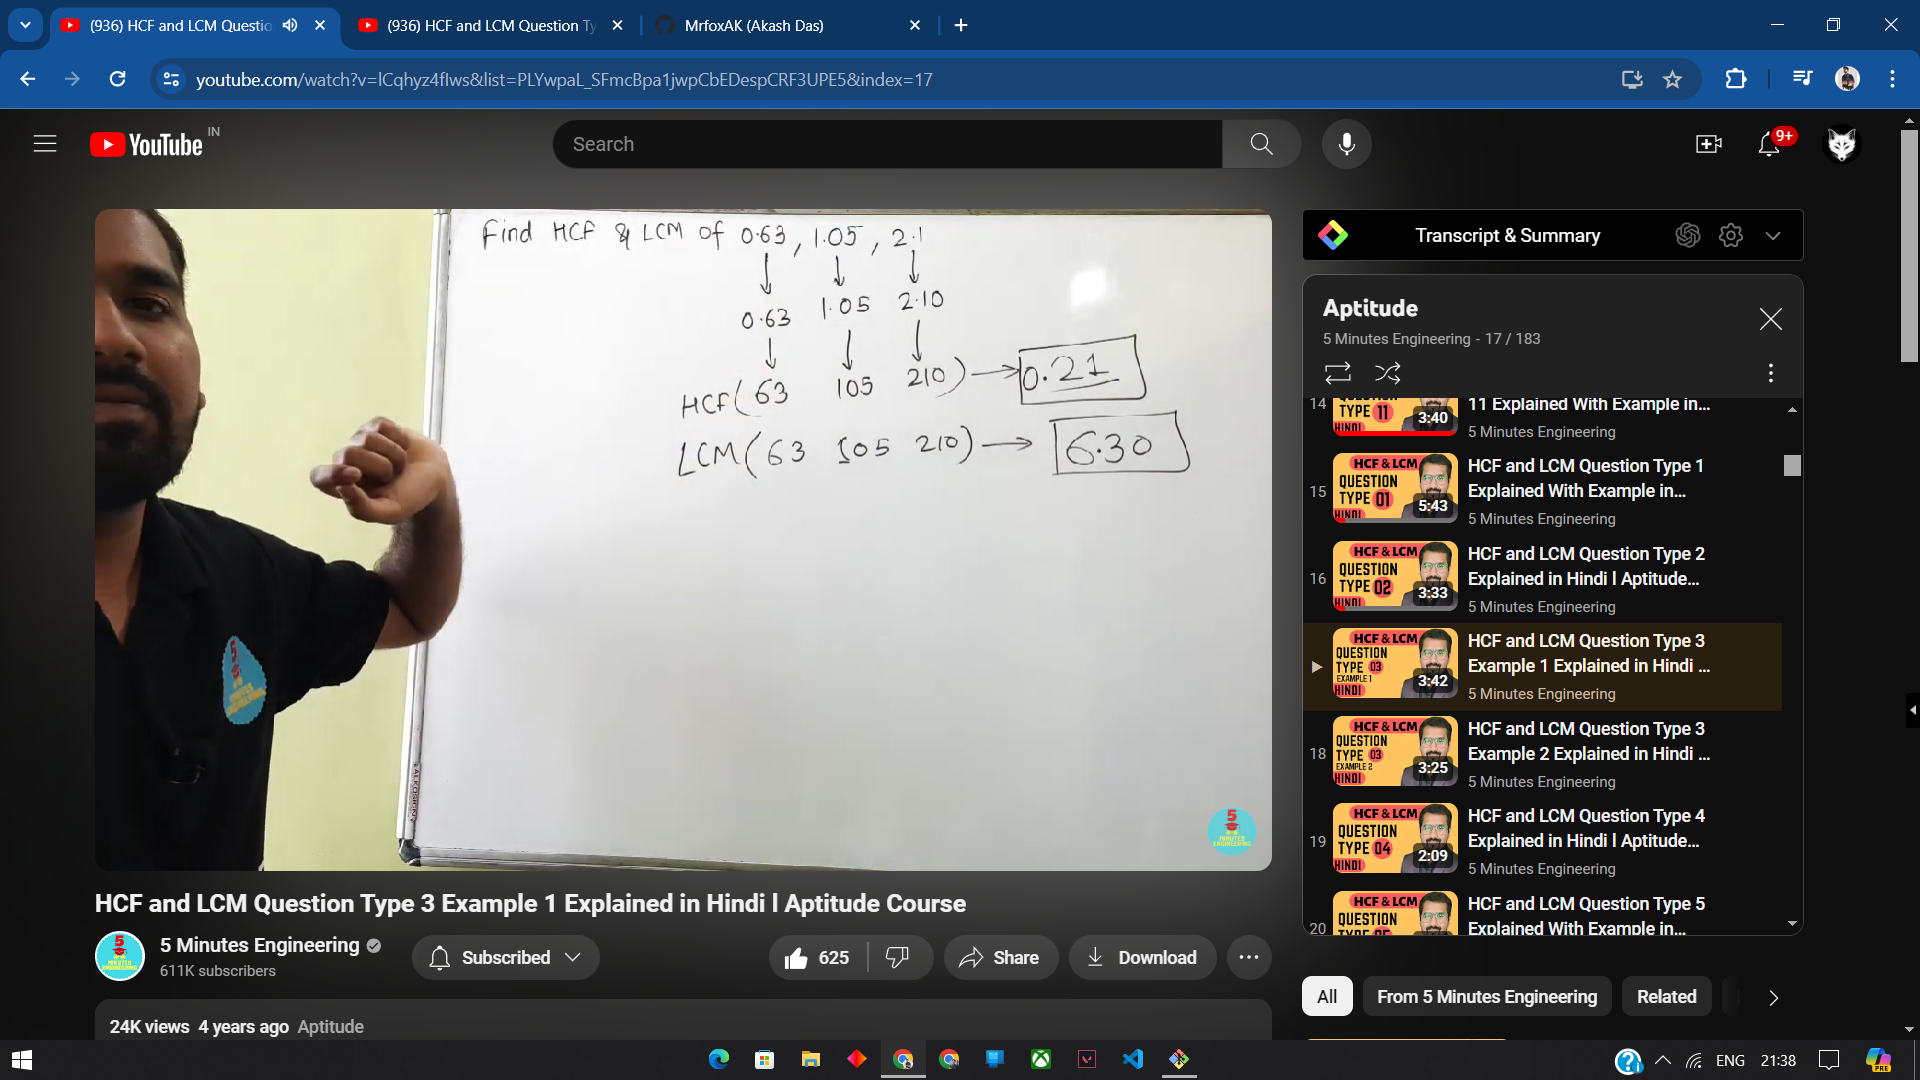 (936) HCF and LCM Questio
(936) HCF and LCM Question Ty
MrfoxAK (Akash Das)
youtube.com/watch?v=lCqhyz4flws&list=PLYwpaL_SFmcBpa1jwpCbEDespCRF3UPE5&index=17
YouTube IN
Search
9+
Find HCF & LCM of 0.63, 1.05, 2.1
0.63 1.05 2.10
HCF(63 105 210) → 0.21
LCM(63 105 210) → 6.30
5
MINUTES
ENGINEERING
HCF and LCM Question Type 3 Example 1 Explained in Hindi l Aptitude Course
5 Minutes Engineering
611K subscribers
Subscribed
625
Share
Download
24K views 4 years ago Aptitude
Transcript & Summary
Aptitude
5 Minutes Engineering - 17 / 183
14
TYPE 11
HINDI
3:40
11 Explained With Example in...
5 Minutes Engineering
15
HCF & LCM
QUESTION
TYPE 01
HINDI
5:43
HCF and LCM Question Type 1
Explained With Example in...
5 Minutes Engineering
16
HCF & LCM
QUESTION
TYPE 02
HINDI
3:33
HCF and LCM Question Type 2
Explained in Hindi l Aptitude...
5 Minutes Engineering
HCF & LCM
QUESTION
TYPE 03
EXAMPLE 1
HINDI
3:42
HCF and LCM Question Type 3
Example 1 Explained in Hindi ...
5 Minutes Engineering
18
HCF & LCM
QUESTION
TYPE 03
EXAMPLE 2
HINDI
3:25
HCF and LCM Question Type 3
Example 2 Explained in Hindi ...
5 Minutes Engineering
19
HCF & LCM
QUESTION
TYPE 04
HINDI
2:09
HCF and LCM Question Type 4
Explained in Hindi l Aptitude...
5 Minutes Engineering
20
HCF & LCM
QUESTION
TYPE 05
HCF and LCM Question Type 5
Explained With Example in...
All
From 5 Minutes Engineering
Related
ENG
21:38
PRE